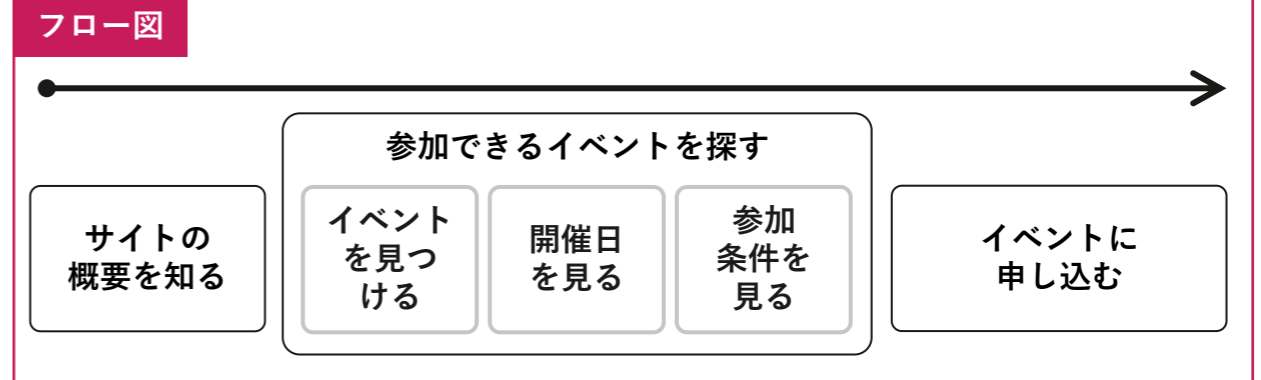 フロー図
サイトの
概要を知る
参加できるイベントを探す
イベント
を見つ
ける
開催日
を見る
参加
条件を
見る
イベントに
申し込む